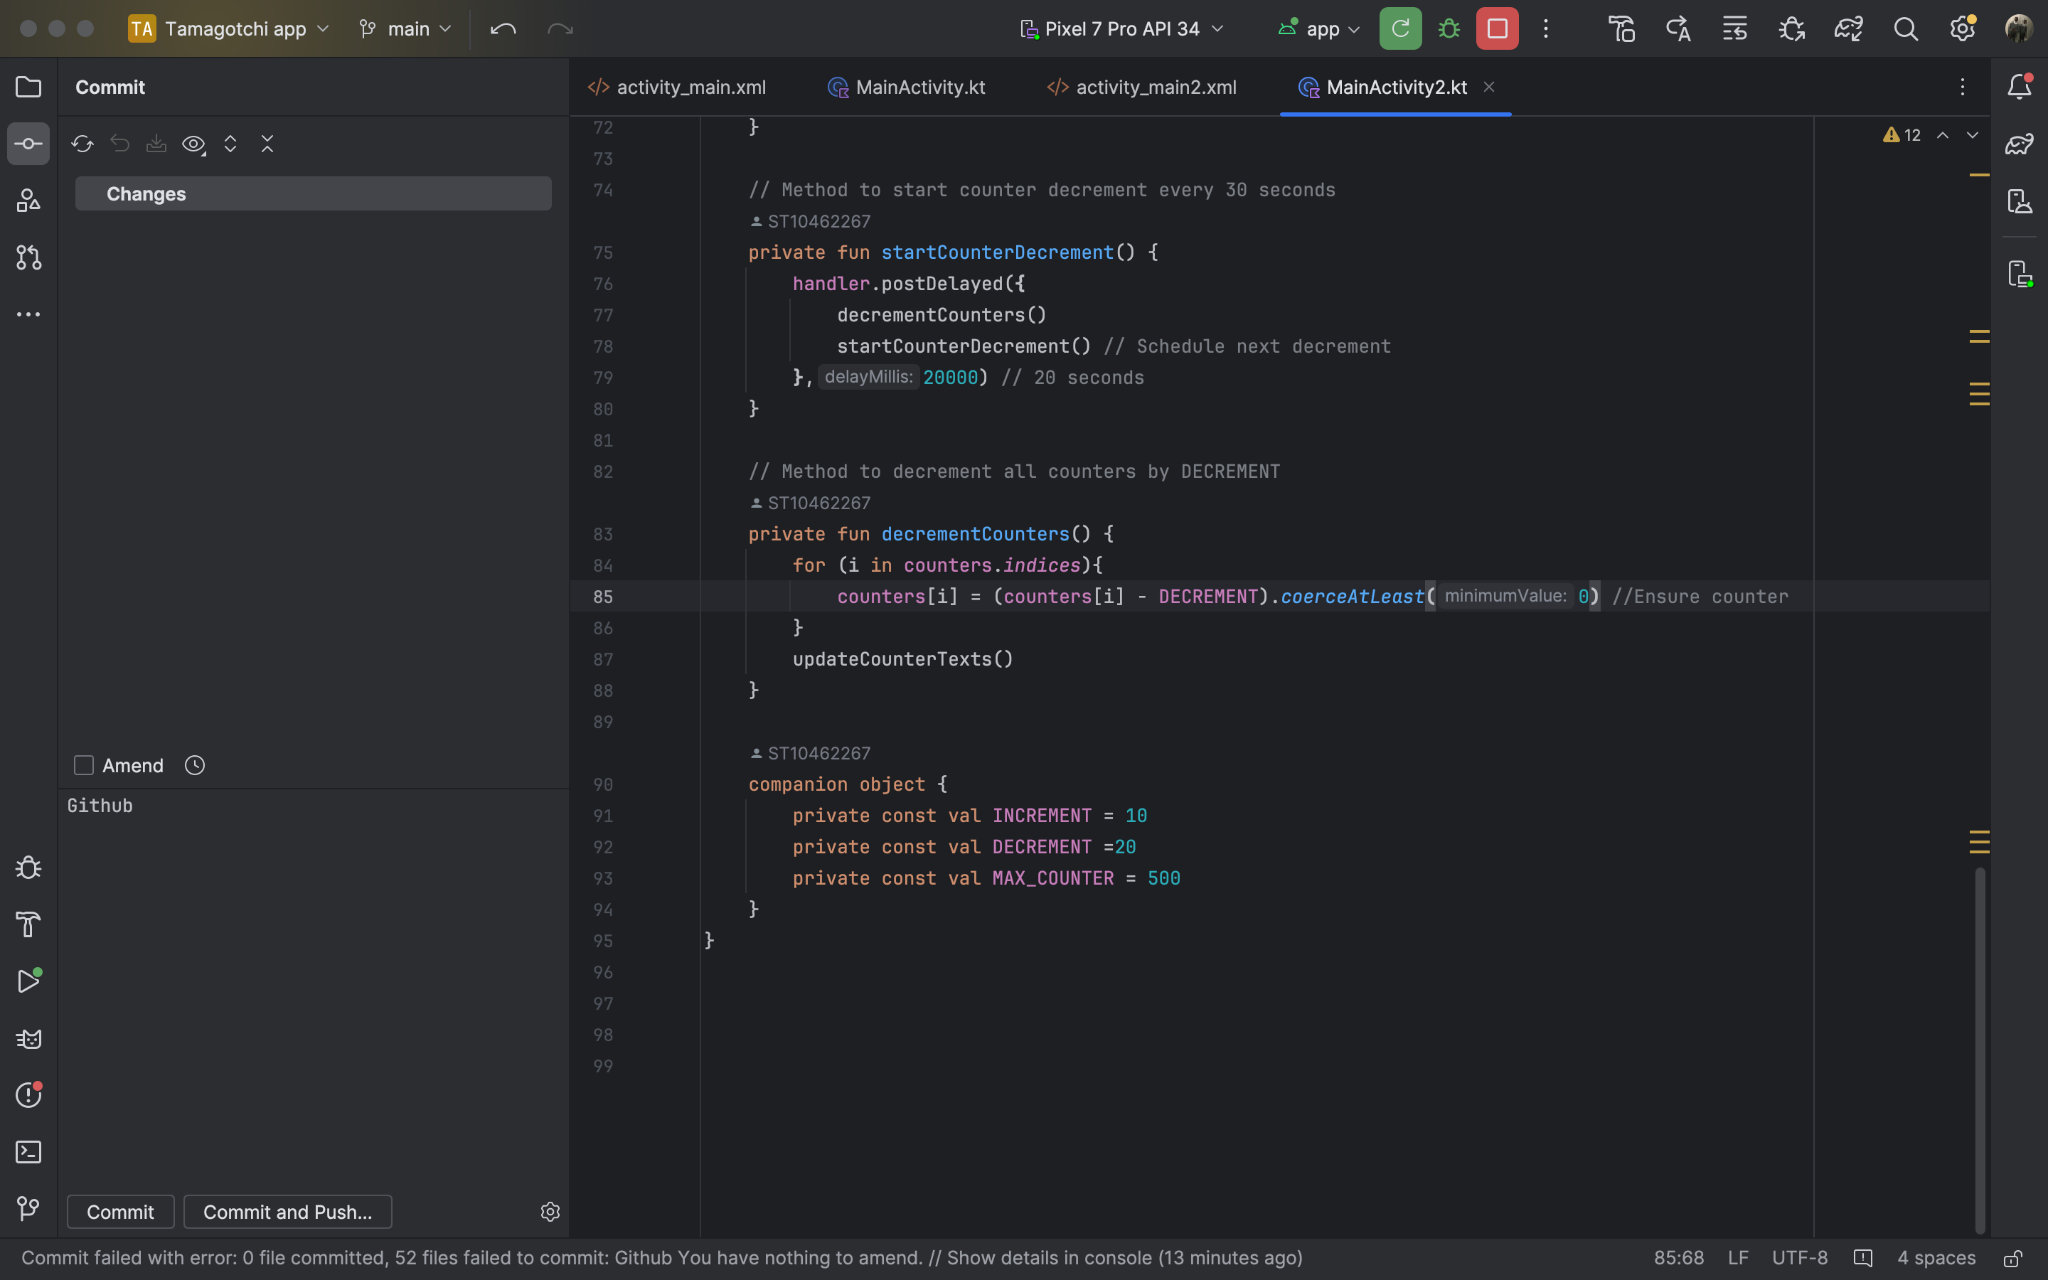 TA Tamagotchi app main Pixel 7 Pro API 34 app
Commit
activity_main.xml MainActivity.kt activity_main2.xml MainActivity2.kt
Changes
12
72 }
73
74 // Method to start counter decrement every 30 seconds
ST10462267
75 private fun startCounterDecrement() {
76 handler.postDelayed({
77 decrementCounters()
78 startCounterDecrement() // Schedule next decrement
79 }, delayMillis: 20000) // 20 seconds
80 }
81
82 // Method to decrement all counters by DECREMENT
ST10462267
83 private fun decrementCounters() {
84 for (i in counters.indices){
85 counters[i] = (counters[i] - DECREMENT).coerceAtLeast( minimumValue: 0) //Ensure counter
86 }
87 updateCounterTexts()
88 }
89
ST10462267
90 companion object {
91 private const val INCREMENT = 10
92 private const val DECREMENT =20
93 private const val MAX_COUNTER = 500
94 }
95 }
96
97
98
99
Amend
Github
Commit Commit and Push...
Commit failed with error: 0 file committed, 52 files failed to commit: Github You have nothing to amend. // Show details in console (13 minutes ago) 85:68 LF UTF-8 4 spaces